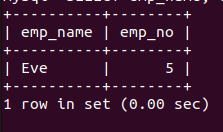 +----------+--------+
| emp_name | emp_no |
+----------+--------+
| Eve      |      5 |
+----------+--------+
1 row in set (0.00 sec)